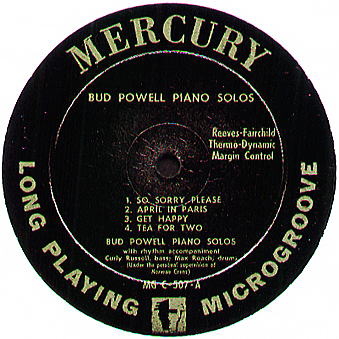 MERCURY
BUD POWELL PIANO SOLOS
Reeves-Fairchild
Thermo-Dynamic
Margin Control
1. SO SORRY, PLEASE
2. APRIL IN PARIS
3. GET HAPPY
4. TEA FOR TWO
BUD POWELL PIANO SOLOS
with rhythm accompaniment
Curly Russell, bass; Max Roach, drums
(Under the personal supervision of
Norman Granz)
MG C-507-A
LONG PLAYING MICROGROOVE